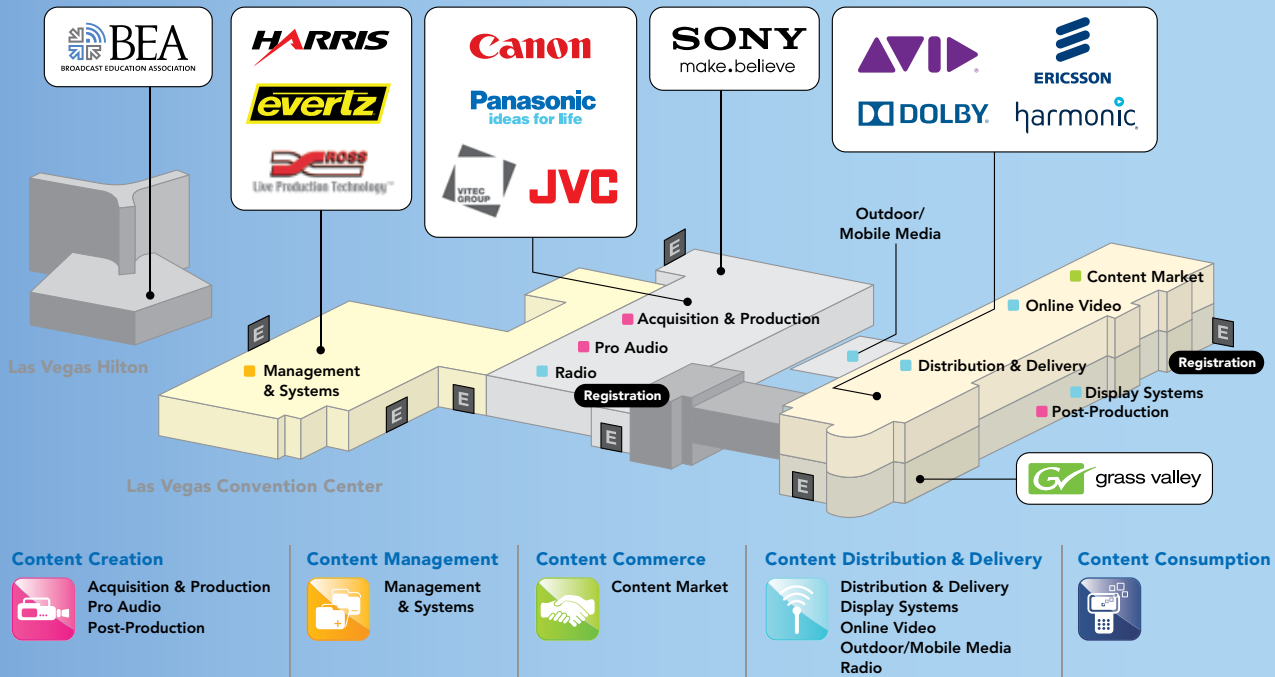 BEA
BROADCAST EDUCATION ASSOCIATION
HARRIS
evertz
ROSS
Live Production Technology™
Canon
Panasonic
ideas for life
VITEC
GROUP
JVC
SONY
make.believe
AVID
ERICSSON
DOLBY
harmonic
Outdoor/
Mobile Media
E
Content Market
Online Video
Acquisition & Production
Pro Audio
Radio
Registration
Distribution & Delivery
E
Registration
Display Systems
Post-Production
E
Las Vegas Hilton
Management
& Systems
E
E
E
E
Las Vegas Convention Center
GV grass valley
Content Creation
Acquisition & Production
Pro Audio
Post-Production
Content Management
Management
& Systems
Content Commerce
Content Market
Content Distribution & Delivery
Distribution & Delivery
Display Systems
Online Video
Outdoor/Mobile Media
Radio
Content Consumption